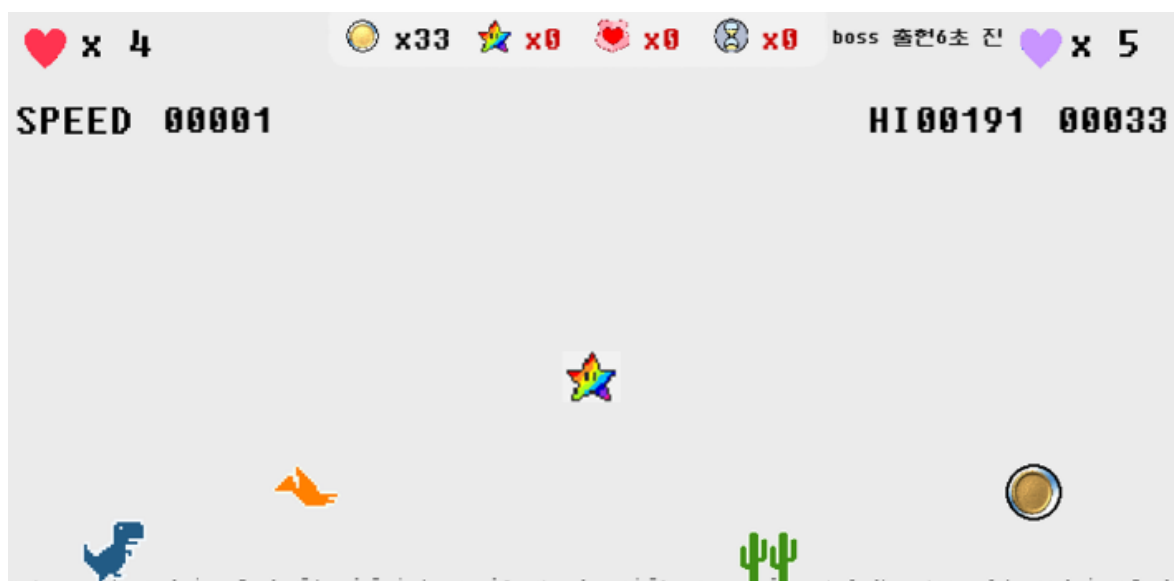 x 4
x33 x0 x0 x0 boss 출현6초 진 x 5
SPEED 00001
HI00191 00033